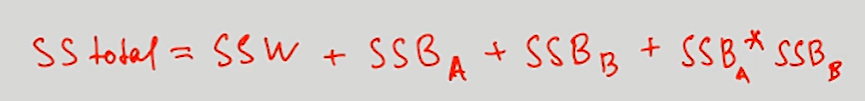 SS total = SSW + SSB_A + SSB_B + SSB_A * SSB_B